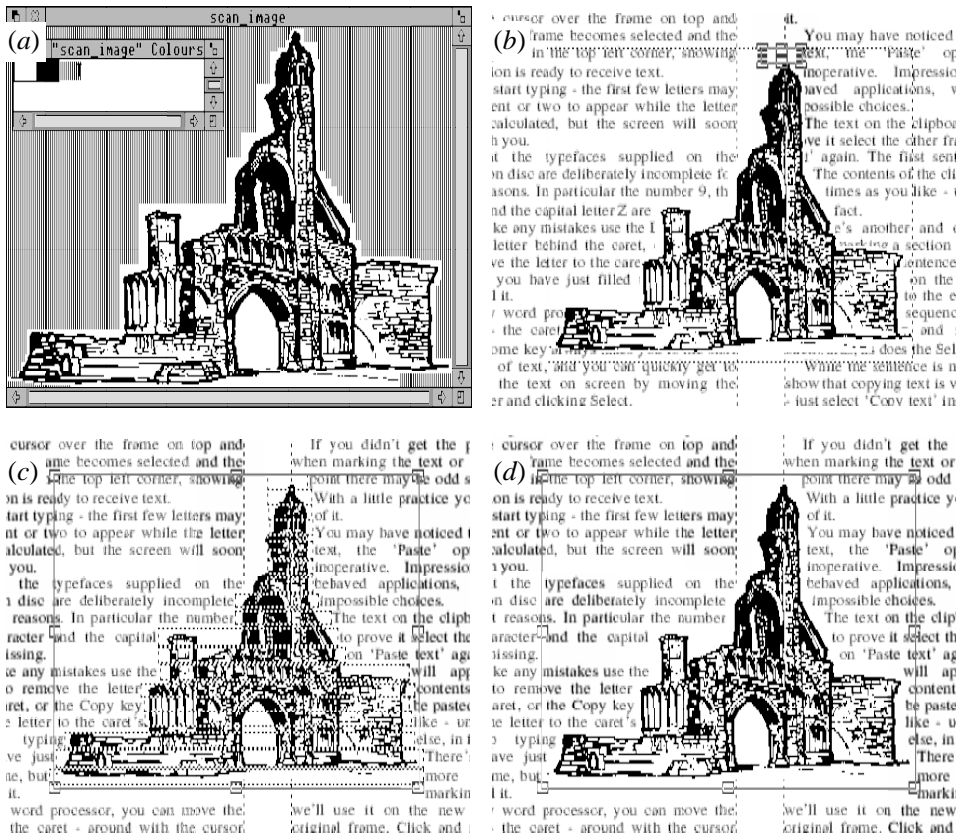 scan_image
(a)
"scan_image" Colours
(b)
cursor over the frame on top and
frame becomes selected and the
in the top left corner, showing
on is ready to receive text.
start typing - the first few letters may
ent or two to appear while the letter
calculated, but the screen will soon
h you.
at the typefaces supplied on the
on disc are deliberately incomplete
asons. In particular the number 9, th
nd the capital letter Z are
ke any mistakes use the
letter behind the caret,
ve the letter to the care
you have just filled
l it.
word pro
the caret
ome key
of text, and you can quickly get to
the text on screen by moving the
er and clicking Select.
it.
You may have noticed
text, the 'Paste' op
inoperative. Impression
haved applications, w
possible choices.
The text on the clipboa
ve it select the other fra
t' again. The first sent
The contents of the cli
times as you like - u
fact.
e's another and
marking a section
sentence
on the
to the e
sequenc
and
does the Sel
While the sentence is n
show that copying text is v
- just select 'Copy text' in
(c)
cursor over the frame on top and
ame becomes selected and the
in the top left corner, showing
on is ready to receive text.
tart typing - the first few letters may
nt or two to appear while the letter
alculated, but the screen will soon
you.
the typefaces supplied on the
n disc are deliberately incomplete
reasons. In particular the number
aracter and the capital
issing.
ke any mistakes use the
o remove the letter
aret, or the Copy key
e letter to the caret's
typing
ve just
me, but
it.
word processor, you can move the
the caret - around with the cursor
If you didn't get the p
when marking the text or
point there may be odd s
With a little practice yo
of it.
You may have noticed t
text, the 'Paste' op
inoperative. Impressio
behaved applications,
impossible choices.
The text on the clipb
to prove it select the
on 'Paste text' aga
will app
contents
be pasted
like - un
else, in f
There'
more
markin
we'll use it on the new
original frame. Click and
(d)
cursor over the frame on top and
rame becomes selected and the
in the top left corner, showing
on is ready to receive text.
start typing - the first few letters may
ent or two to appear while the letter
calculated, but the screen will soon
you.
t the typefaces supplied on the
n disc are deliberately incomplete
t reasons. In particular the number
aracter and the capital
issing.
ke any mistakes use the
to remove the letter
aret, or the Copy key
e letter to the caret's
typing
ave just
me, but
l it.
word processor, you can move the
the caret - around with the cursor
If you didn't get the
when marking the text or
point there may be odd
With a little practice yo
of it.
You may have noticed
text, the 'Paste' op
inoperative. Impressio
behaved applications,
impossible choices.
The text on the clip
to prove it select the
on 'Paste text' ag
will ap
content
be paste
like - u
else, in
There
more
marki
we'll use it on the new
original frame. Click and